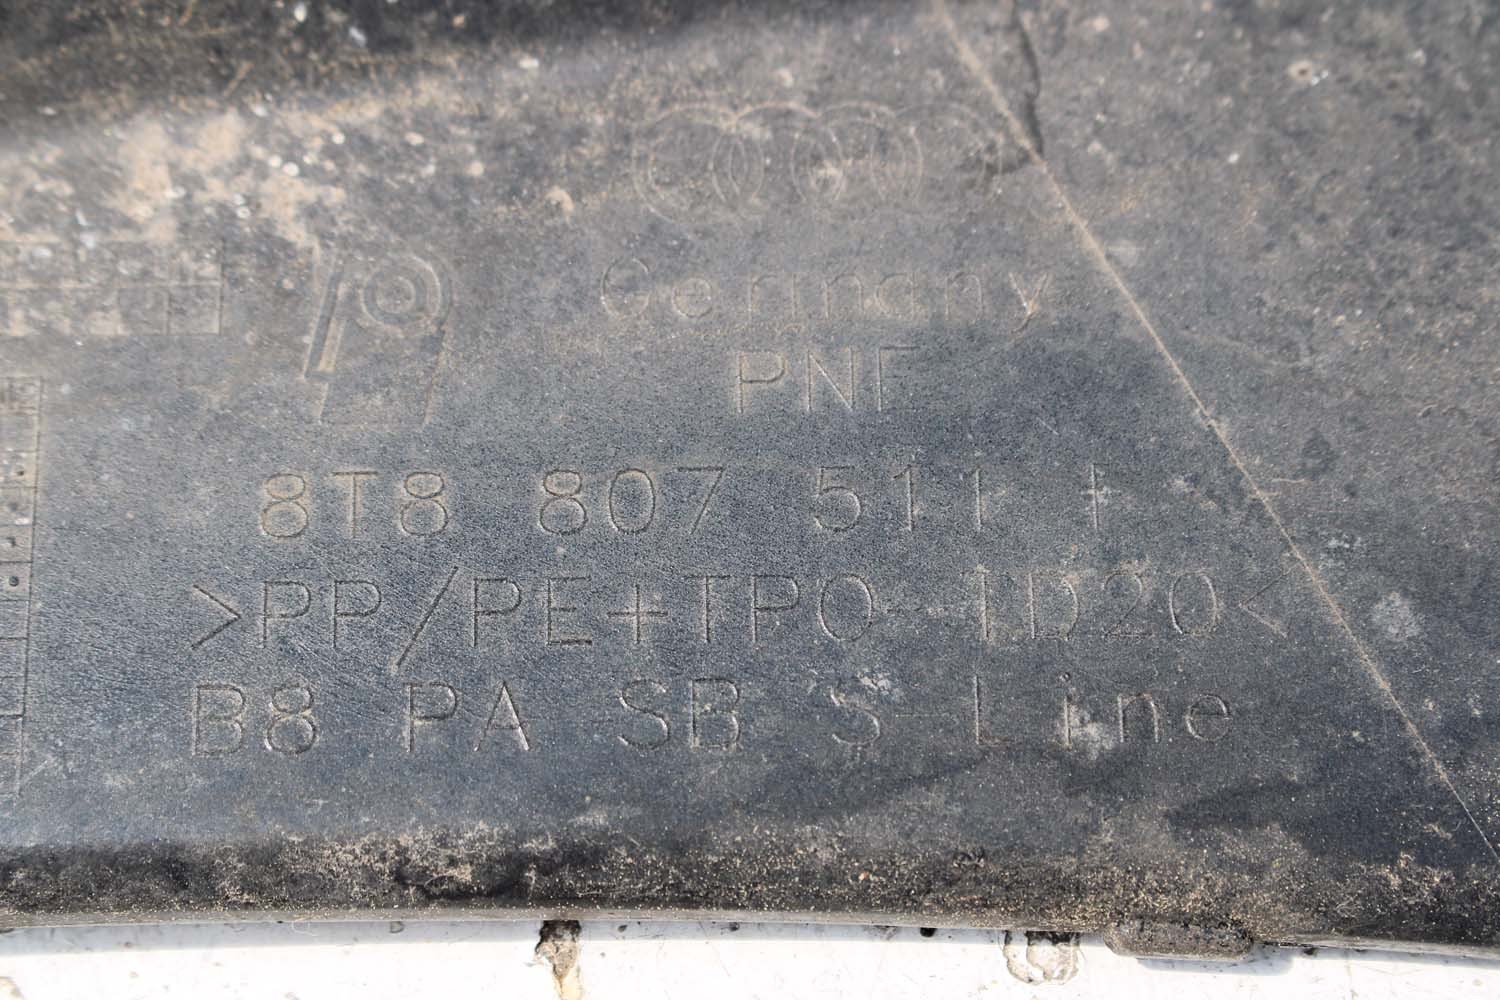 Germany
PNF
8T8 807 511 f
>PP/PE+TPO-TD20<
B8 PA SB S-Line